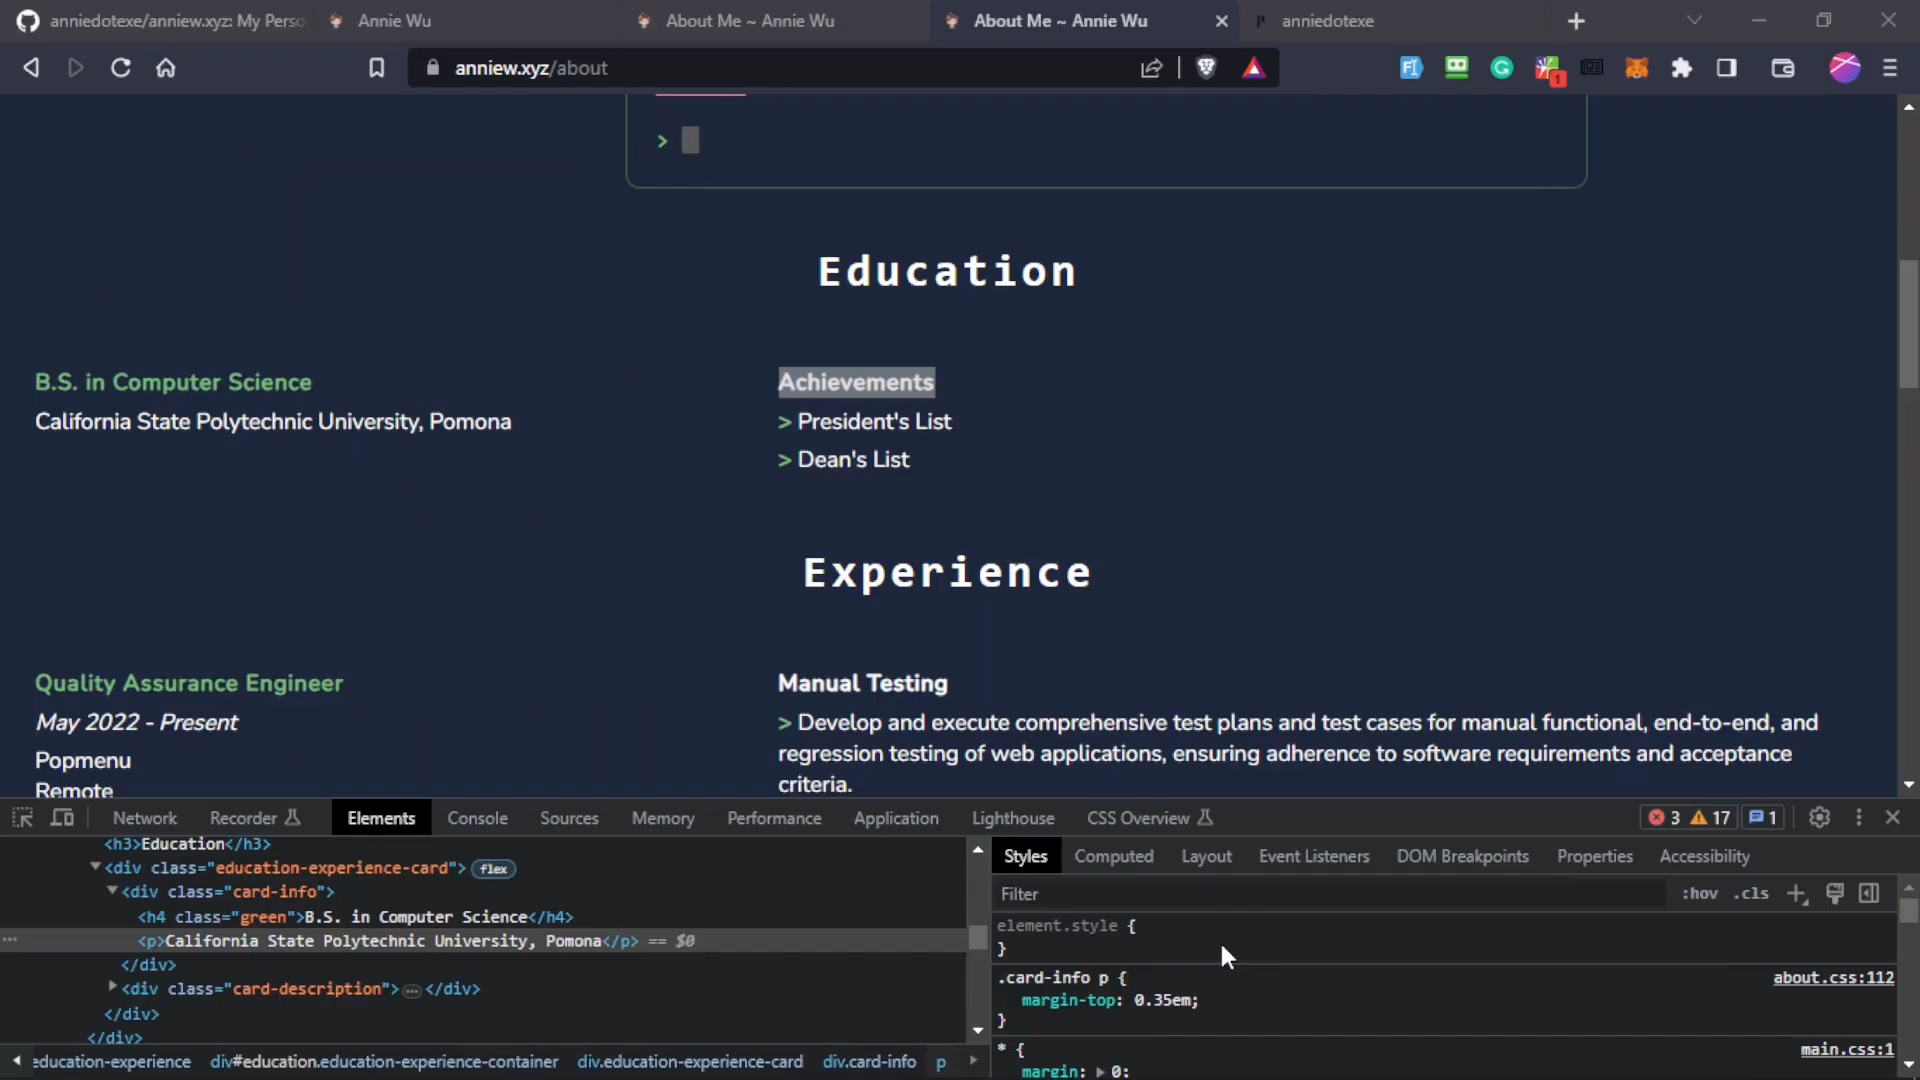 anniedotexe/anniew.xyz: My Perso
Annie Wu
About Me ~ Annie Wu
About Me ~ Annie Wu
anniedotexe
anniew.xyz/about
1
>
Education
B.S. in Computer Science
California State Polytechnic University, Pomona
Achievements
> President's List
> Dean's List
Experience
Quality Assurance Engineer
May 2022 - Present
Popmenu
Remote
Manual Testing
> Develop and execute comprehensive test plans and test cases for manual functional, end-to-end, and
regression testing of web applications, ensuring adherence to software requirements and acceptance
criteria.
Network Recorder Elements Console Sources Memory Performance Application Lighthouse CSS Overview 3 17 1
<h3>Education</h3>
<div class="education-experience-card"> flex
<div class="card-info">
<h4 class="green">B.S. in Computer Science</h4>
<p>California State Polytechnic University, Pomona</p> == $0
</div>
<div class="card-description">…</div>
</div>
</div>
education-experience div#education.education-experience-container div.education-experience-card div.card-info p
Styles Computed Layout Event Listeners DOM Breakpoints Properties Accessibility
Filter :hov .cls
element.style {
}
.card-info p { about.css:112
margin-top: 0.35em;
}
* { main.css:1
margin: 0;